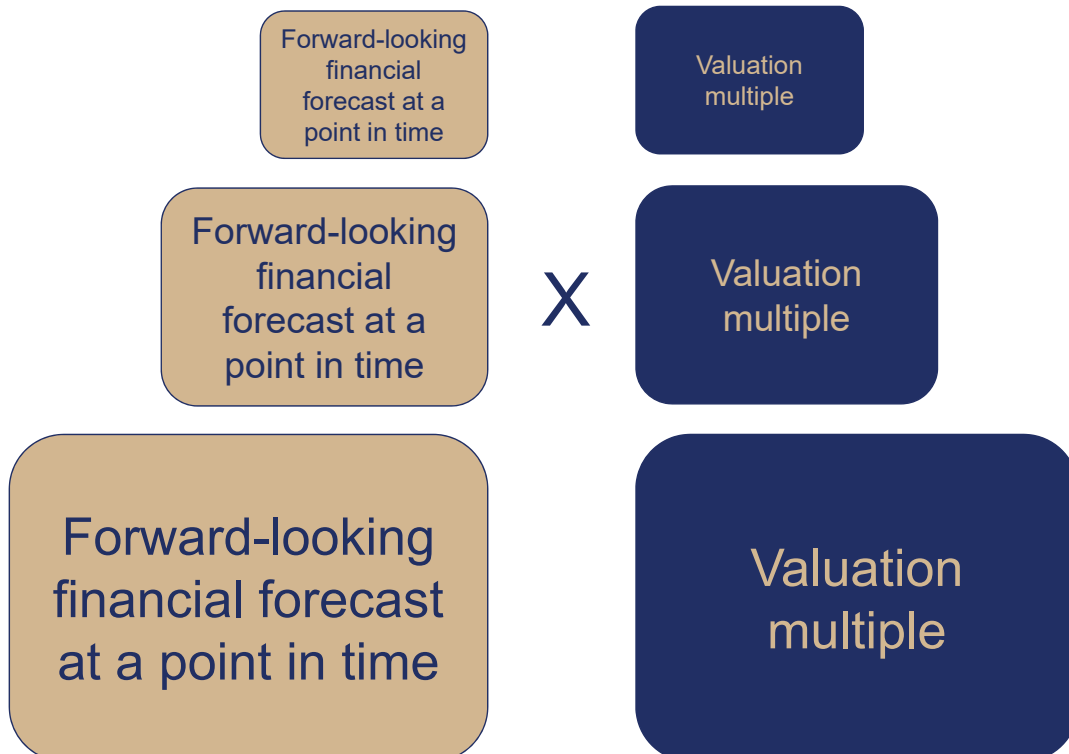 Forward-looking
financial
forecast at a
point in time
Valuation
multiple
Forward-looking
financial
forecast at a
point in time
X
Valuation
multiple
Forward-looking
financial forecast
at a point in time
Valuation
multiple